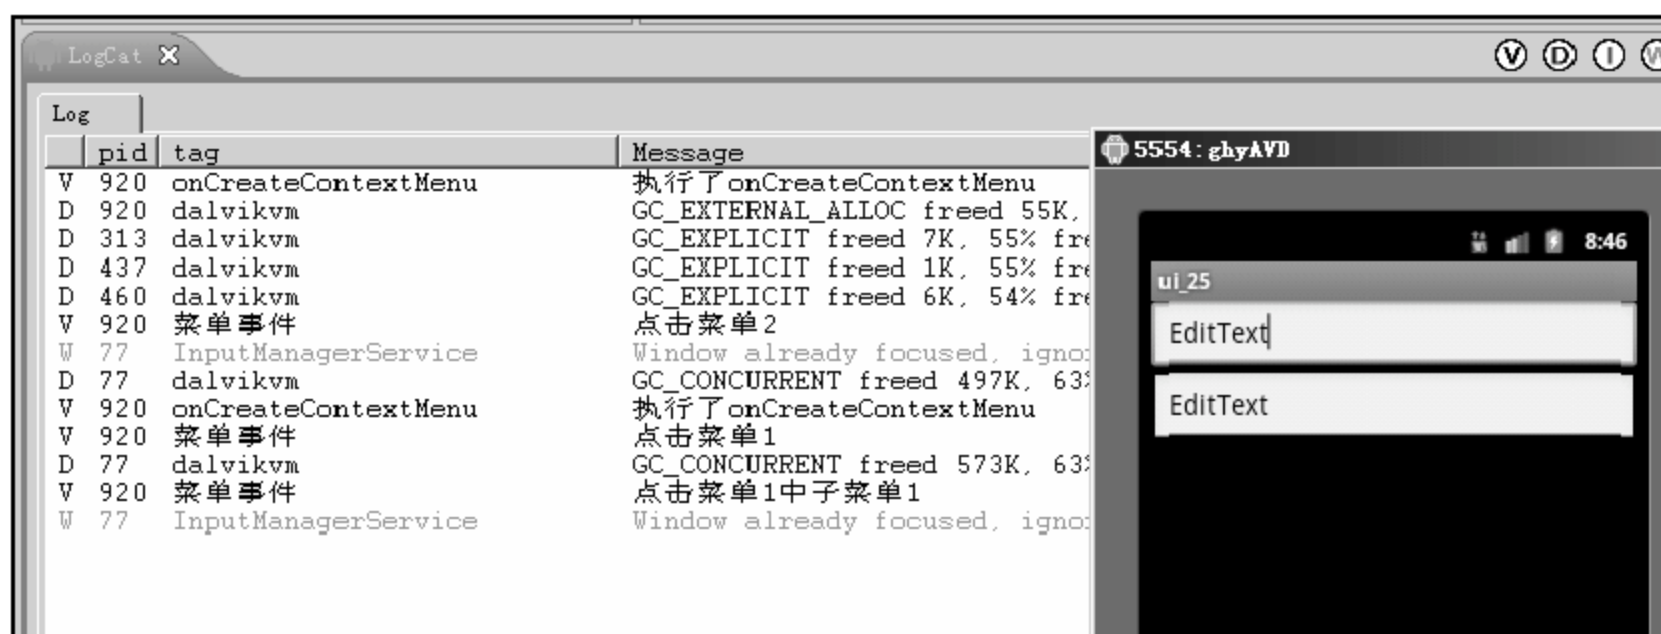 LogCat
V D I W
Log
pid tag Message
V 920 onCreateContextMenu 执行了onCreateContextMenu
D 920 dalvikvm GC_EXTERNAL_ALLOC freed 55K,
D 313 dalvikvm GC_EXPLICIT freed 7K, 55% fre
D 437 dalvikvm GC_EXPLICIT freed 1K, 55% fre
D 460 dalvikvm GC_EXPLICIT freed 6K, 54% fre
V 920 菜单事件 点击菜单2
W 77 InputManagerService Window already focused, igno
D 77 dalvikvm GC_CONCURRENT freed 497K, 63%
V 920 onCreateContextMenu 执行了onCreateContextMenu
V 920 菜单事件 点击菜单1
D 77 dalvikvm GC_CONCURRENT freed 573K, 63%
V 920 菜单事件 点击菜单1中子菜单1
W 77 InputManagerService Window already focused, igno
5554:ghyAVD
8:46
ui_25
EditText
EditText